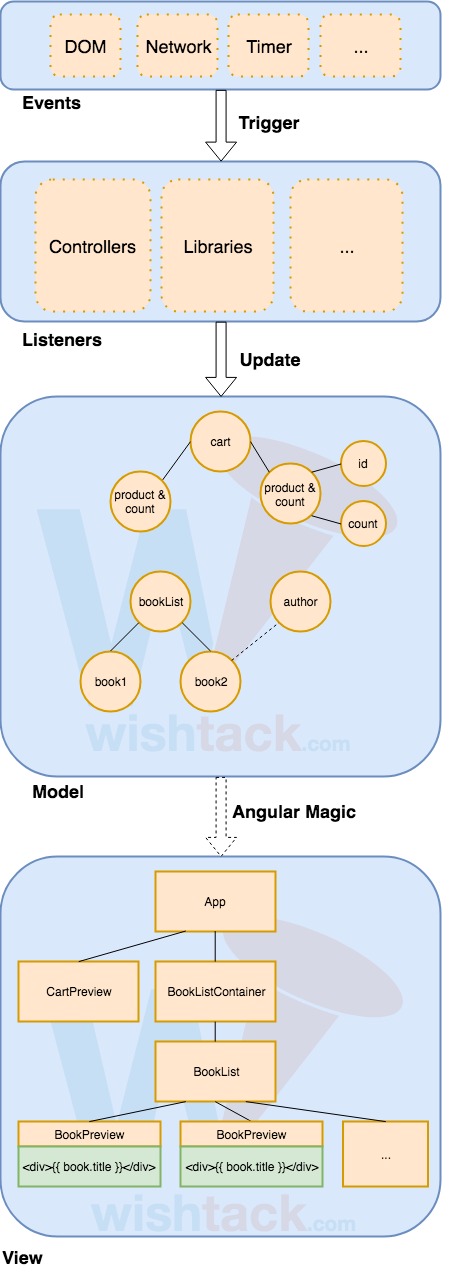 DOM
Network
Timer
...
Events
Trigger
Controllers
Libraries
...
Listeners
Update
cart
id
product &
count
product &
count
count
bookList
author
book1
book2
wishtack.com
Model
Angular Magic
App
CartPreview
BookListContainer
BookList
BookPreview
BookPreview
...
<div>{{ book.title }}</div>
<div>{{ book.title }}</div>
wishtack.com
View